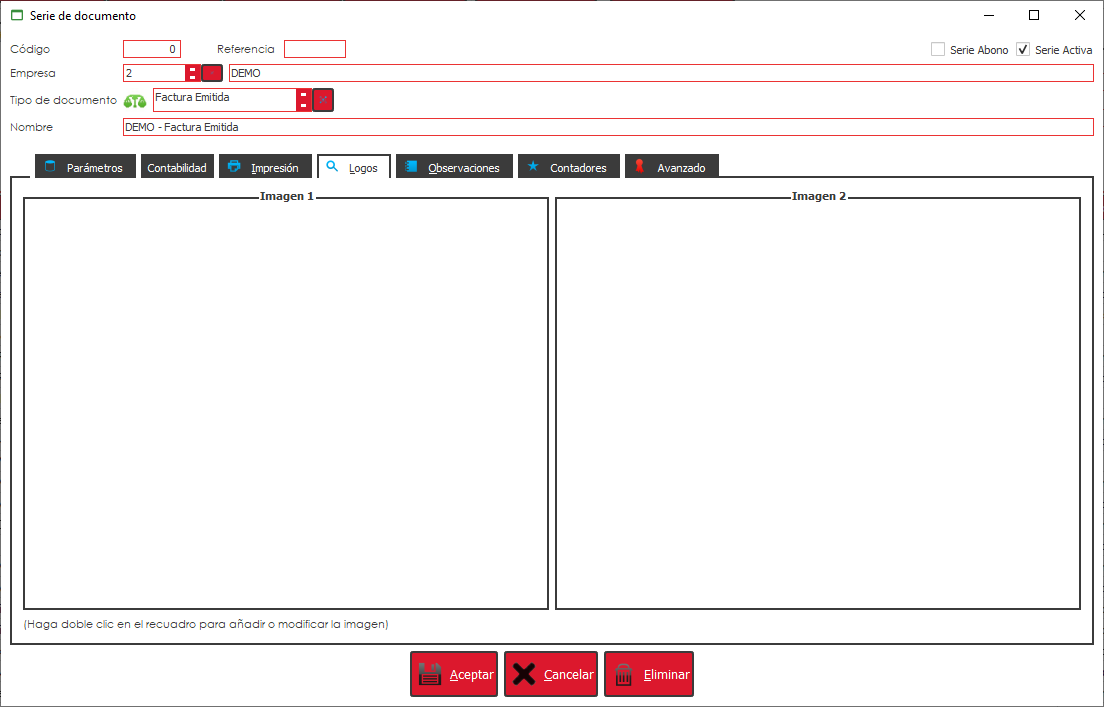 Serie de documento
Código 0 Referencia Serie Abono Serie Activa
Empresa 2 DEMO
Tipo de documento Factura Emitida
Nombre DEMO - Factura Emitida
Parámetros Contabilidad Impresión Logos Observaciones Contadores Avanzado
Imagen 1 Imagen 2
(Haga doble clic en el recuadro para añadir o modificar la imagen)
Aceptar Cancelar Eliminar